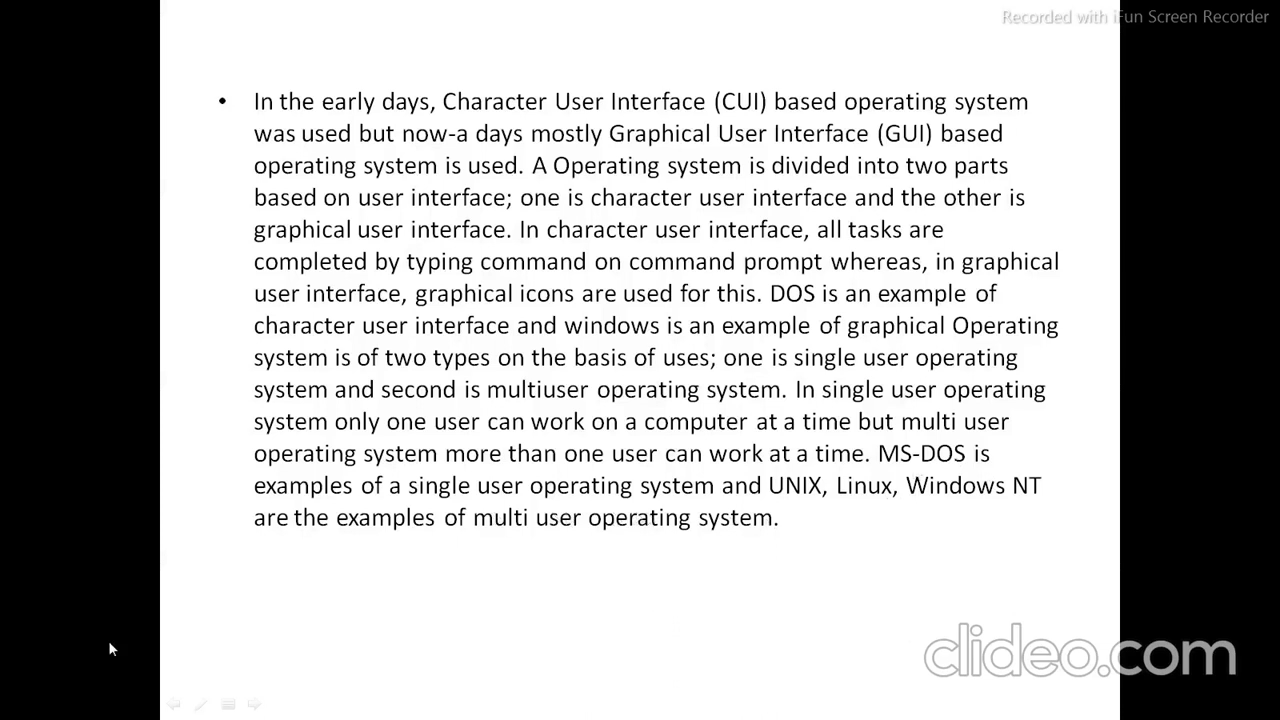 Recorded with iFun Screen Recorder
• In the early days, Character User Interface (CUI) based operating system
was used but now-a days mostly Graphical User Interface (GUI) based
operating system is used. A Operating system is divided into two parts
based on user interface; one is character user interface and the other is
graphical user interface. In character user interface, all tasks are
completed by typing command on command prompt whereas, in graphical
user interface, graphical icons are used for this. DOS is an example of
character user interface and windows is an example of graphical Operating
system is of two types on the basis of uses; one is single user operating
system and second is multiuser operating system. In single user operating
system only one user can work on a computer at a time but multi user
operating system more than one user can work at a time. MS-DOS is
examples of a single user operating system and UNIX, Linux, Windows NT
are the examples of multi user operating system.
clideo.com